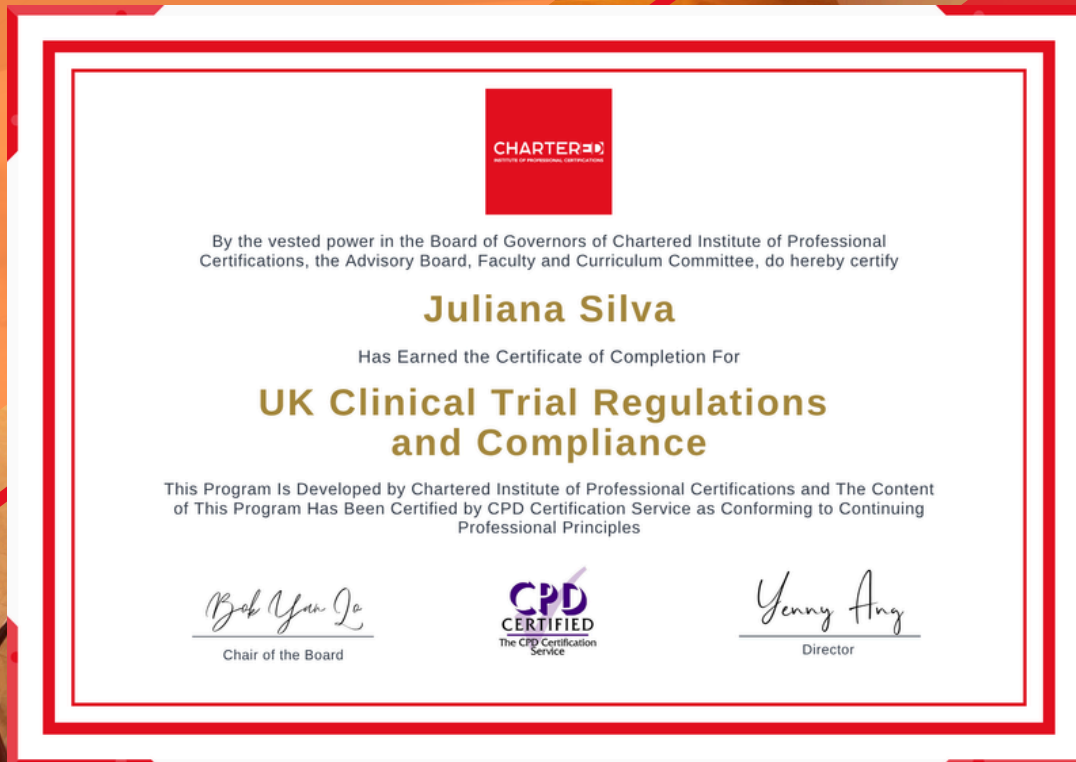 CHARTERED
INSTITUTE OF PROFESSIONAL CERTIFICATIONS
By the vested power in the Board of Governors of Chartered Institute of Professional
Certifications, the Advisory Board, Faculty and Curriculum Committee, do hereby certify
Juliana Silva
Has Earned the Certificate of Completion For
UK Clinical Trial Regulations
and Compliance
This Program Is Developed by Chartered Institute of Professional Certifications and The Content
of This Program Has Been Certified by CPD Certification Service as Conforming to Continuing
Professional Principles
Bok Yan Lo
Chair of the Board
CPD
CERTIFIED
The CPD Certification
Service
Yenny Ang
Director